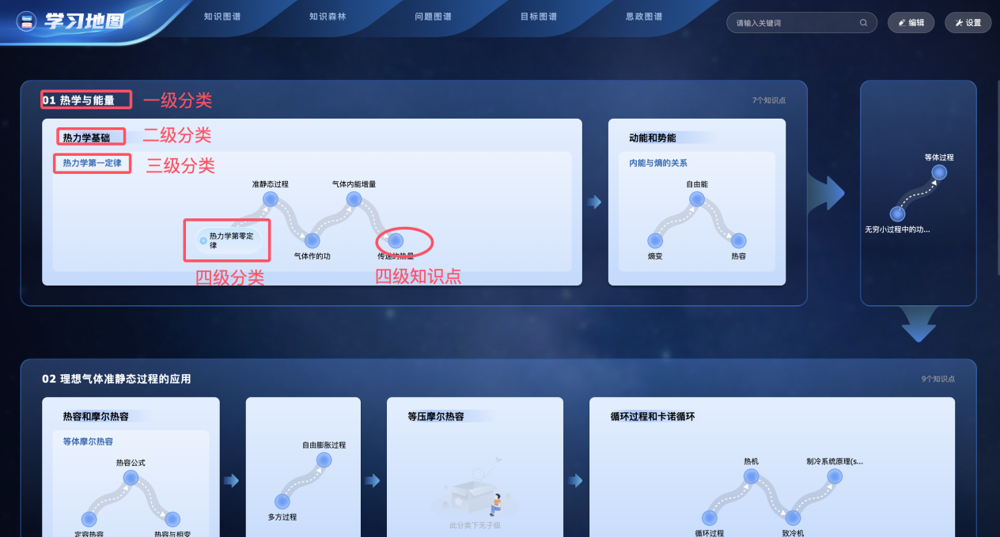 学习地图
知识图谱
知识森林
问题图谱
目标图谱
思政图谱
请输入关键词
编辑
设置
01 热学与能量
一级分类
7个知识点
热力学基础
二级分类
热力学第一定律
三级分类
准静态过程
气体内能增量
热力学第零定
律
气体作的功
传递的热量
四级分类
四级知识点
动能和势能
内能与熵的关系
自由能
熵变
热容
等体过程
无穷小过程中的功...
02 理想气体准静态过程的应用
9个知识点
热容和摩尔热容
等体摩尔热容
热容公式
定容热容
热容与相变
自由膨胀过程
多方过程
等压摩尔热容
此分类下无子级
循环过程和卡诺循环
热机
制冷系统原理(s...
循环过程
致冷机